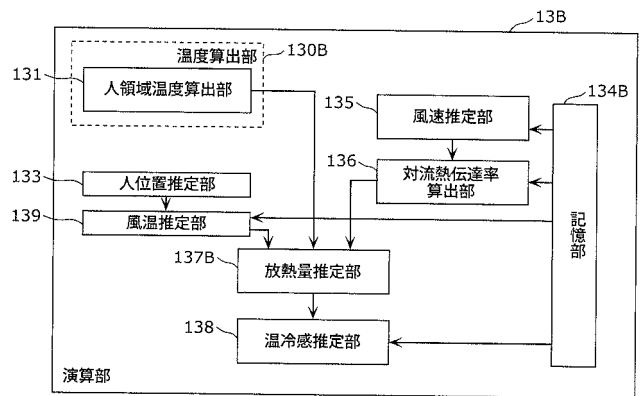 13B
温度算出部
130B
131
人領域温度算出部
134B
135
風速推定部
136
対流熱伝達率
算出部
133
人位置推定部
139
風温推定部
記憶部
137B
放熱量推定部
138
温冷感推定部
演算部